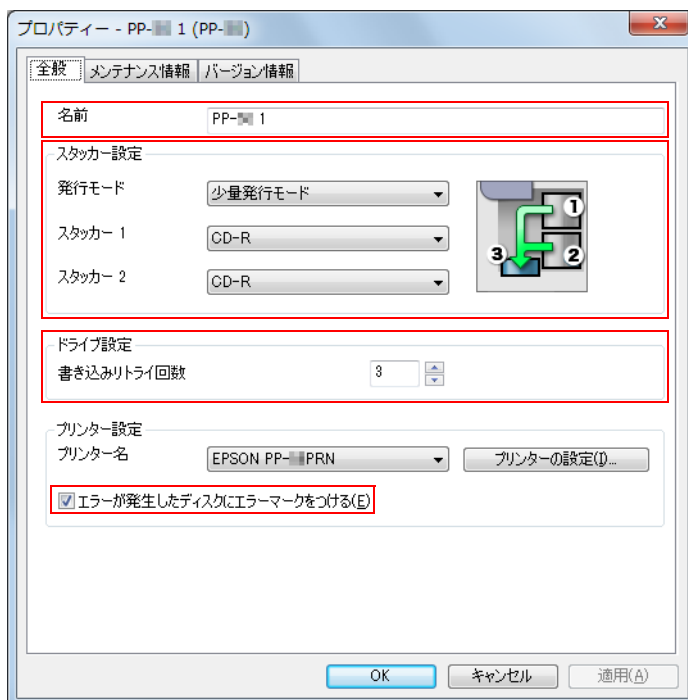 プロパティー - PP- 1 (PP- )
全般 メンテナンス情報 バージョン情報
名前 PP- 1
スタッカー設定
発行モード 少量発行モード
スタッカー 1 CD-R
スタッカー 2 CD-R
1
2
3
ドライブ設定
書き込みリトライ回数 3
プリンター設定
プリンター名 EPSON PP- PRN プリンターの設定(I)...
エラーが発生したディスクにエラーマークをつける(E)
OK キャンセル 適用(A)